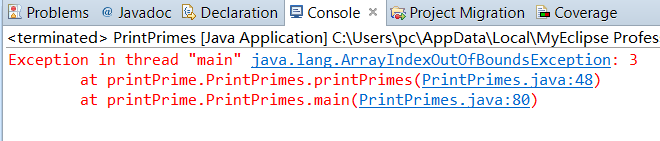 Problems @ Javadoc Declaration Console Project Migration Coverage
<terminated> PrintPrimes [Java Application] C:\Users\pc\AppData\Local\MyEclipse Profes
Exception in thread "main" java.lang.ArrayIndexOutOfBoundsException: 3
at printPrime.PrintPrimes.printPrimes(PrintPrimes.java:48)
at printPrime.PrintPrimes.main(PrintPrimes.java:80)